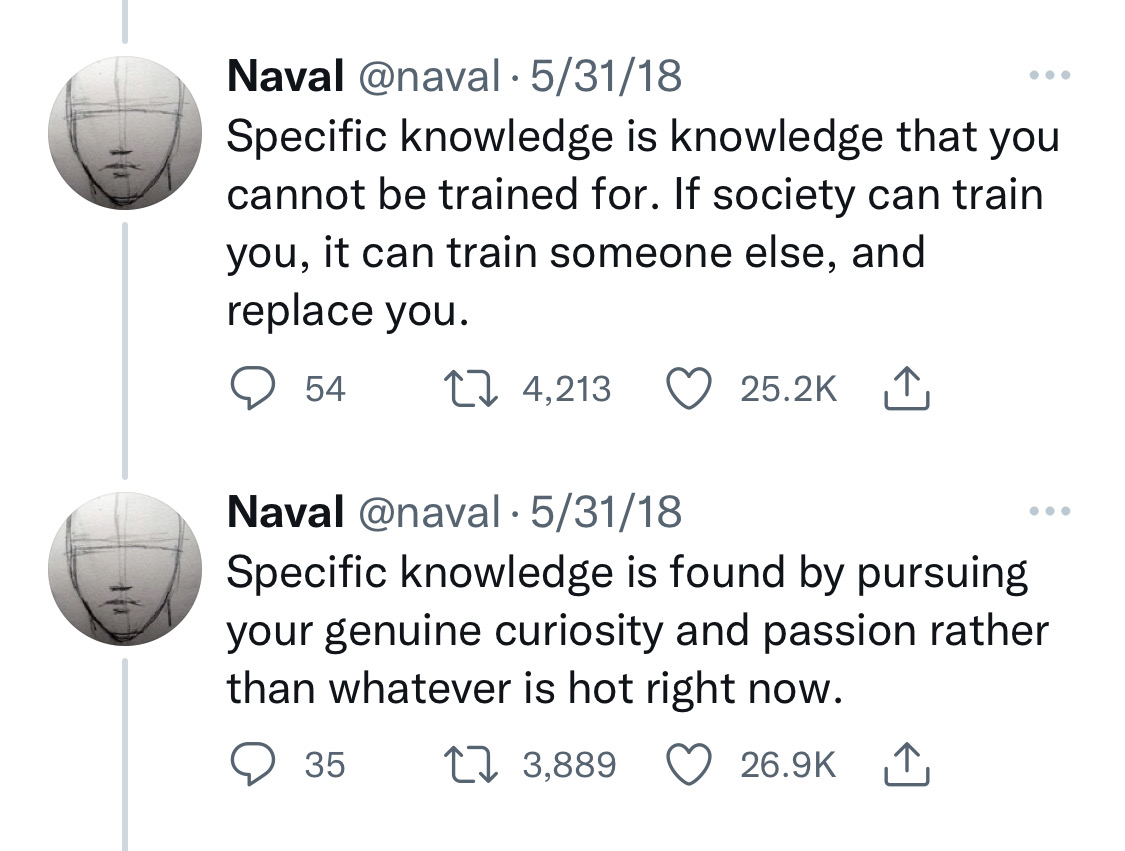 Naval @naval · 5/31/18
Specific knowledge is knowledge that you
cannot be trained for. If society can train
you, it can train someone else, and
replace you.
54 4,213 25.2K
Naval @naval · 5/31/18
Specific knowledge is found by pursuing
your genuine curiosity and passion rather
than whatever is hot right now.
35 3,889 26.9K